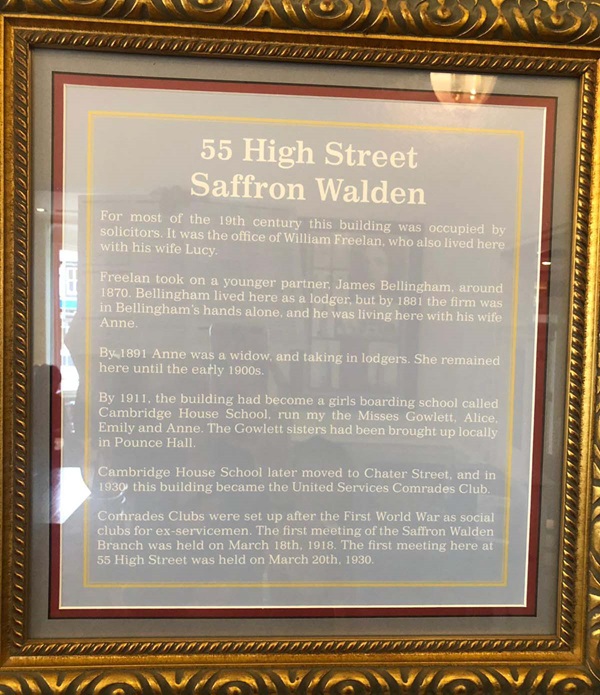 55 High Street
Saffron Walden
For most of the 19th century this building was occupied by
solicitors. It was the office of William Freelan, who also lived here
with his wife Lucy.
Freelan took on a younger partner, James Bellingham, around
1870. Bellingham lived here as a lodger, but by 1881 the firm was
in Bellingham's hands alone, and he was living here with his wife
Anne.
By 1891 Anne was a widow, and taking in lodgers. She remained
here until the early 1900s.
By 1911, the building had become a girls boarding school called
Cambridge House School, run my the Misses Gowlett, Alice,
Emily and Anne. The Gowlett sisters had been brought up locally
in Pounce Hall.
Cambridge House School later moved to Chater Street, and in
1930 this building became the United Services Comrades Club.
Comrades Clubs were set up after the First World War as social
clubs for ex-servicemen. The first meeting of the Saffron Walden
Branch was held on March 18th, 1918. The first meeting here at
55 High Street was held on March 20th, 1930.